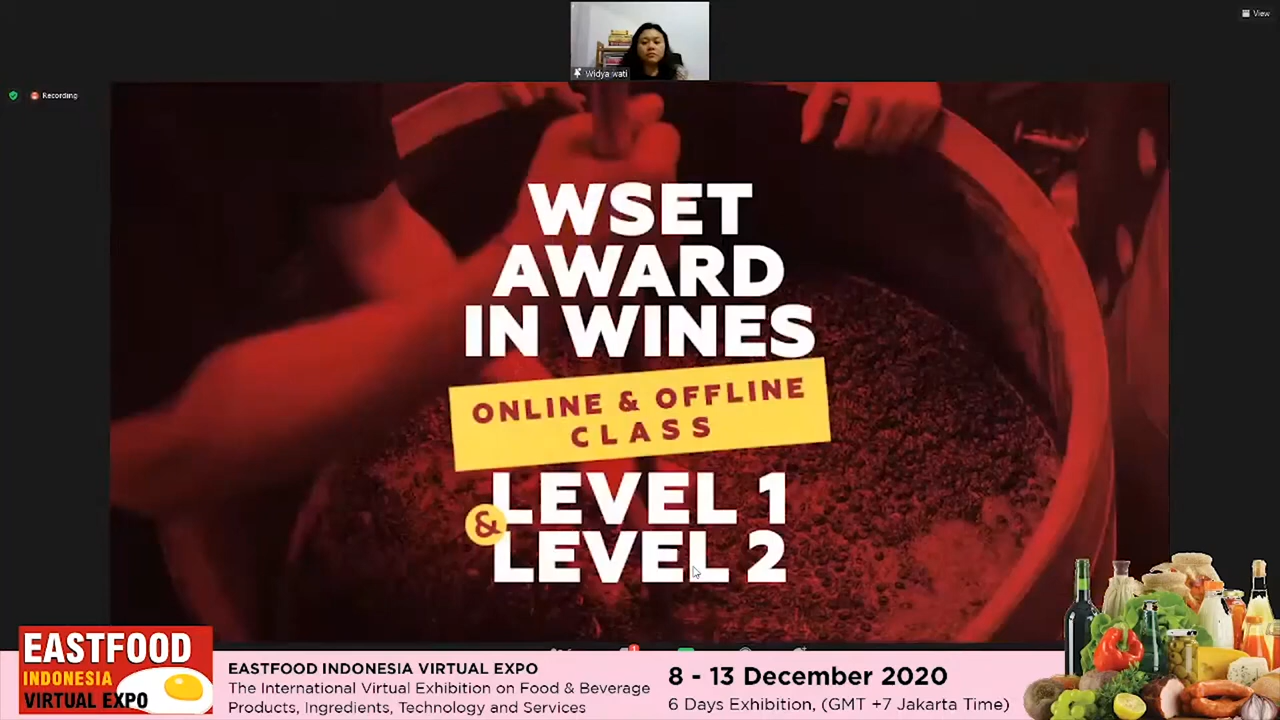 View
Widya wati
Recording
WSET
AWARD
IN WINES
ONLINE & OFFLINE
CLASS
LEVEL 1
&
LEVEL 2
EASTFOOD
INDONESIA
VIRTUAL EXPO
EASTFOOD INDONESIA VIRTUAL EXPO
The International Virtual Exhibition on Food & Beverage
Products, Ingredients, Technology and Services
8 - 13 December 2020
6 Days Exhibition, (GMT +7 Jakarta Time)